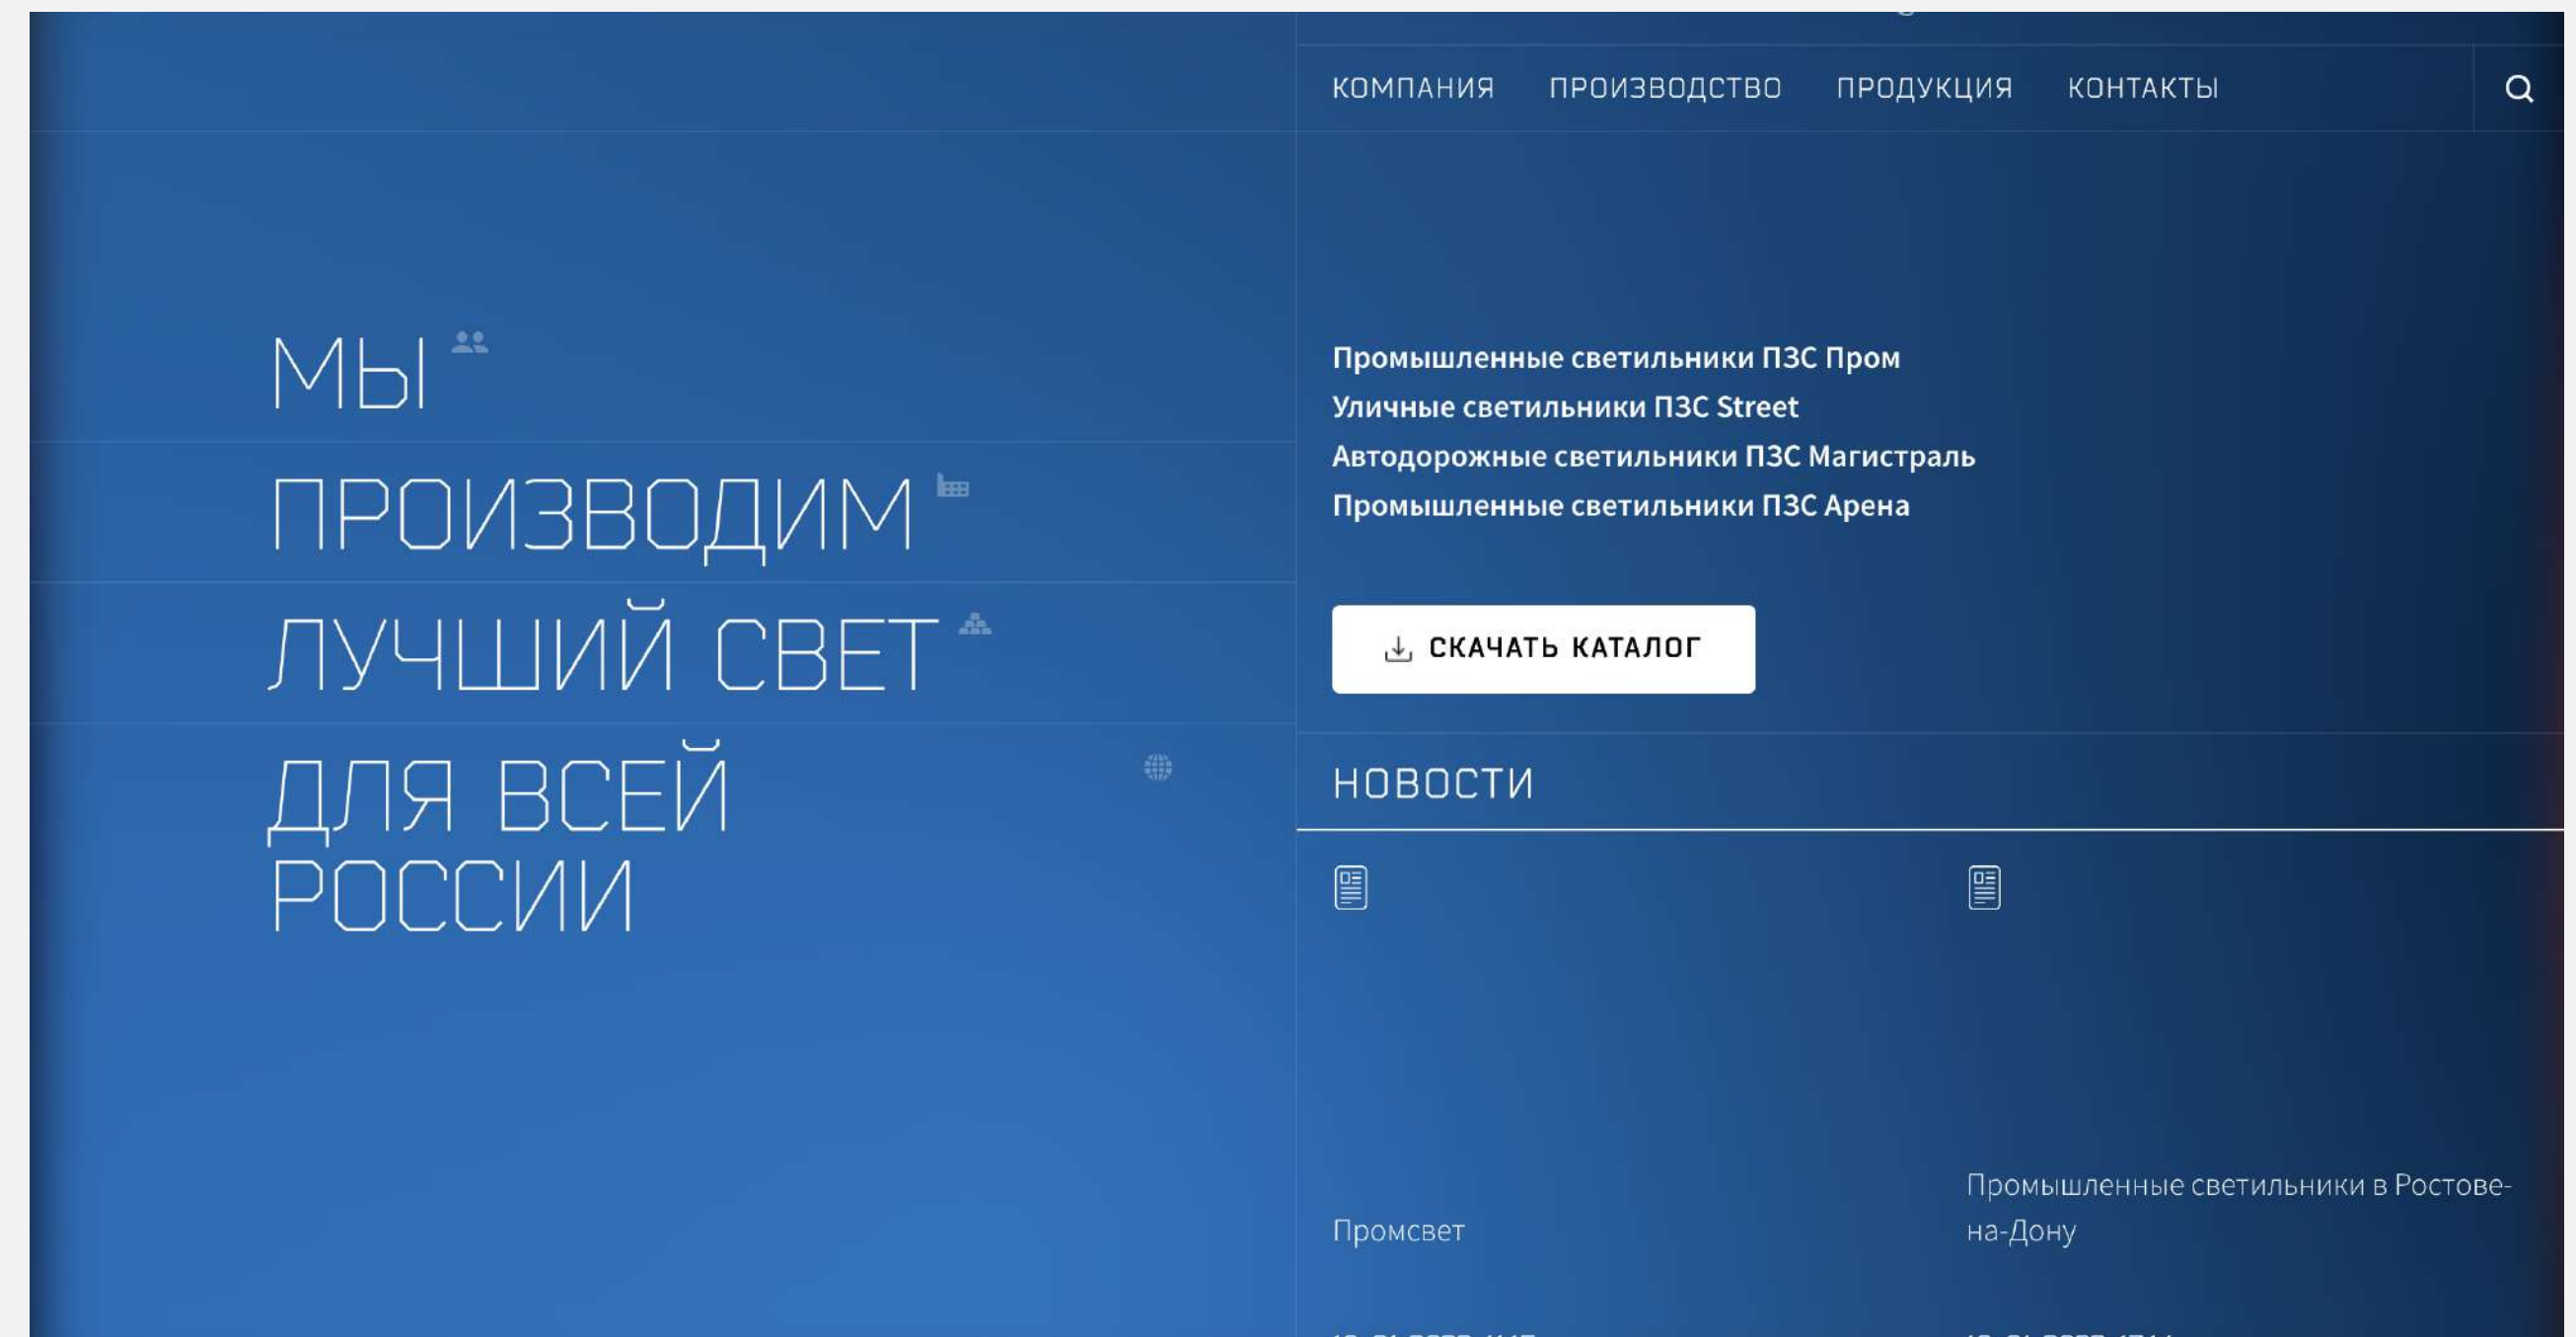 КОМПАНИЯ ПРОИЗВОДСТВО ПРОДУКЦИЯ КОНТАКТЫ
МЫ
ПРОИЗВОДИМ
ЛУЧШИЙ СВЕТ
ДЛЯ ВСЕЙ
РОССИИ
Промышленные светильники ПЗС Пром
Уличные светильники ПЗС Street
Автодорожные светильники ПЗС Магистраль
Промышленные светильники ПЗС Арена
СКАЧАТЬ КАТАЛОГ
НОВОСТИ
Промсвет
Промышленные светильники в Ростове-
на-Дону